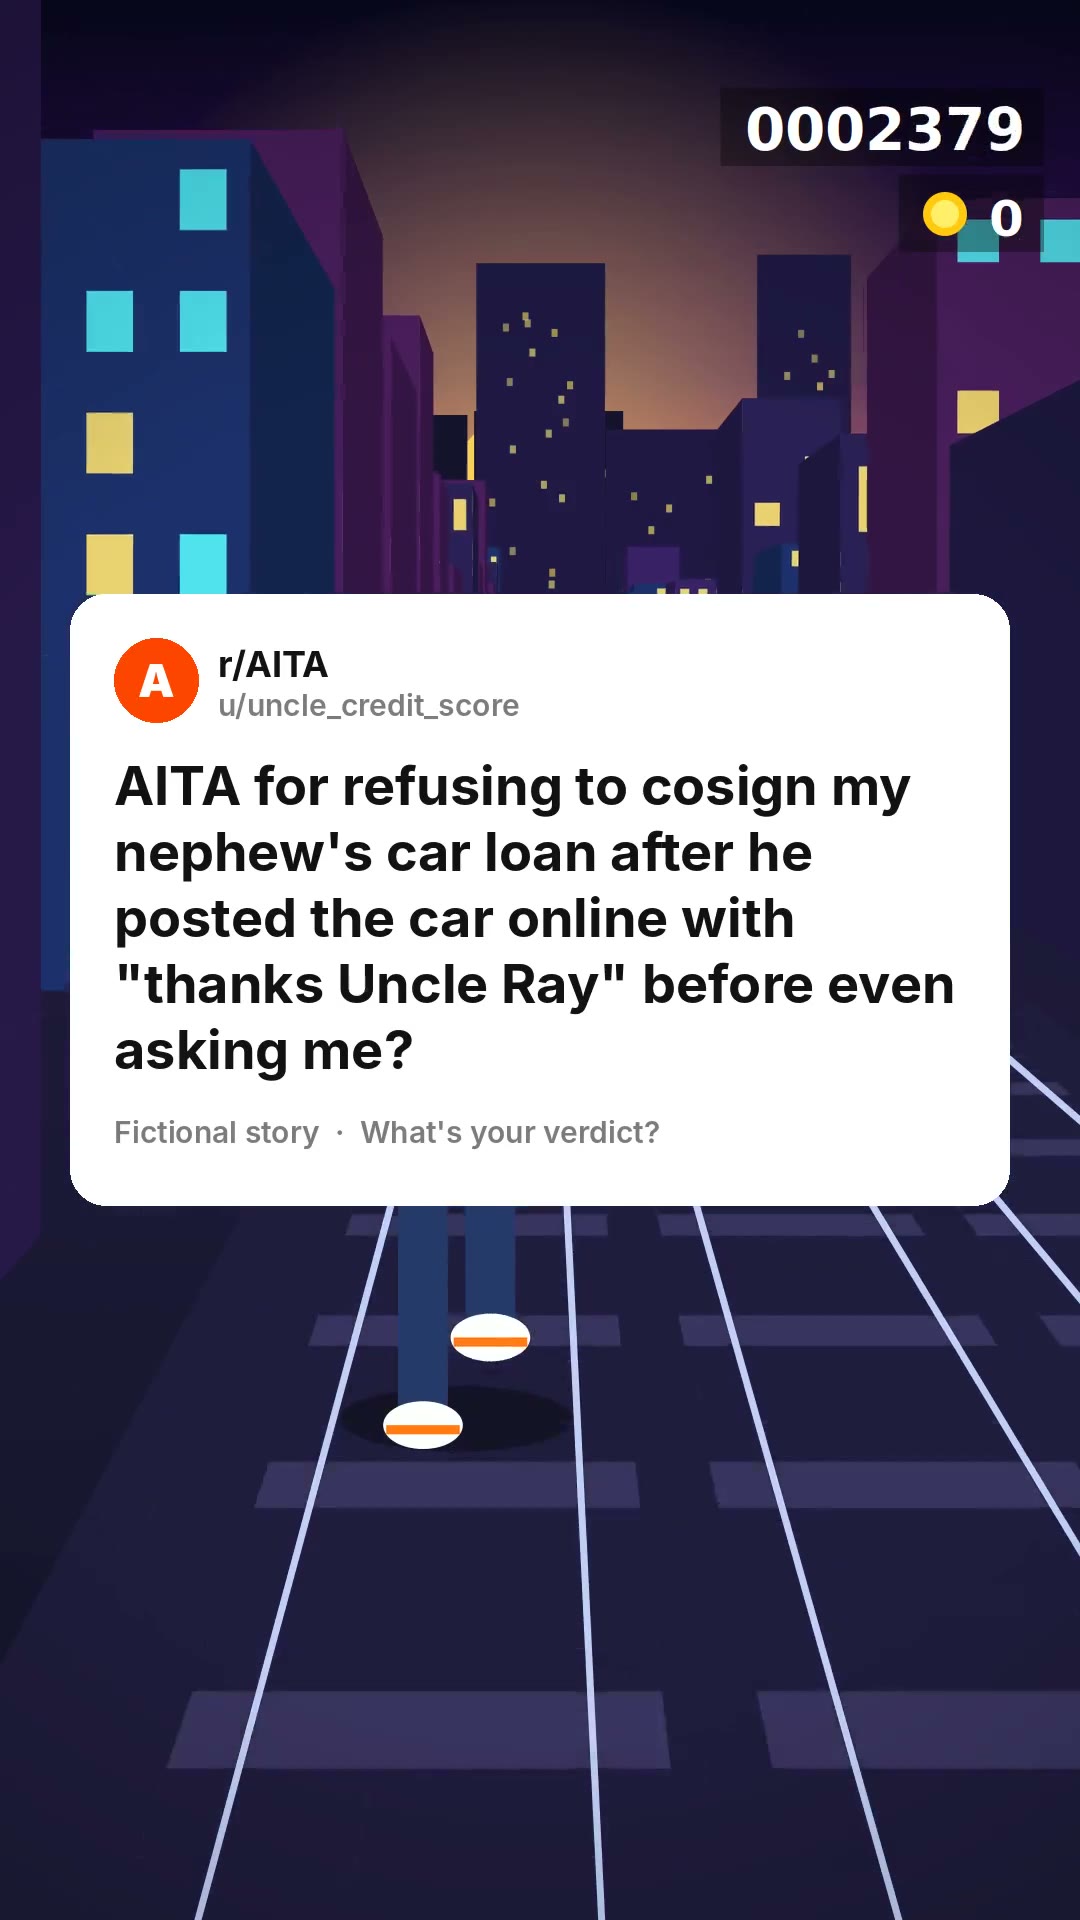 0002379
0
A
r/AITA
u/uncle_credit_score
AITA for refusing to cosign my
nephew's car loan after he
posted the car online with
"thanks Uncle Ray" before even
asking me?
Fictional story · What's your verdict?